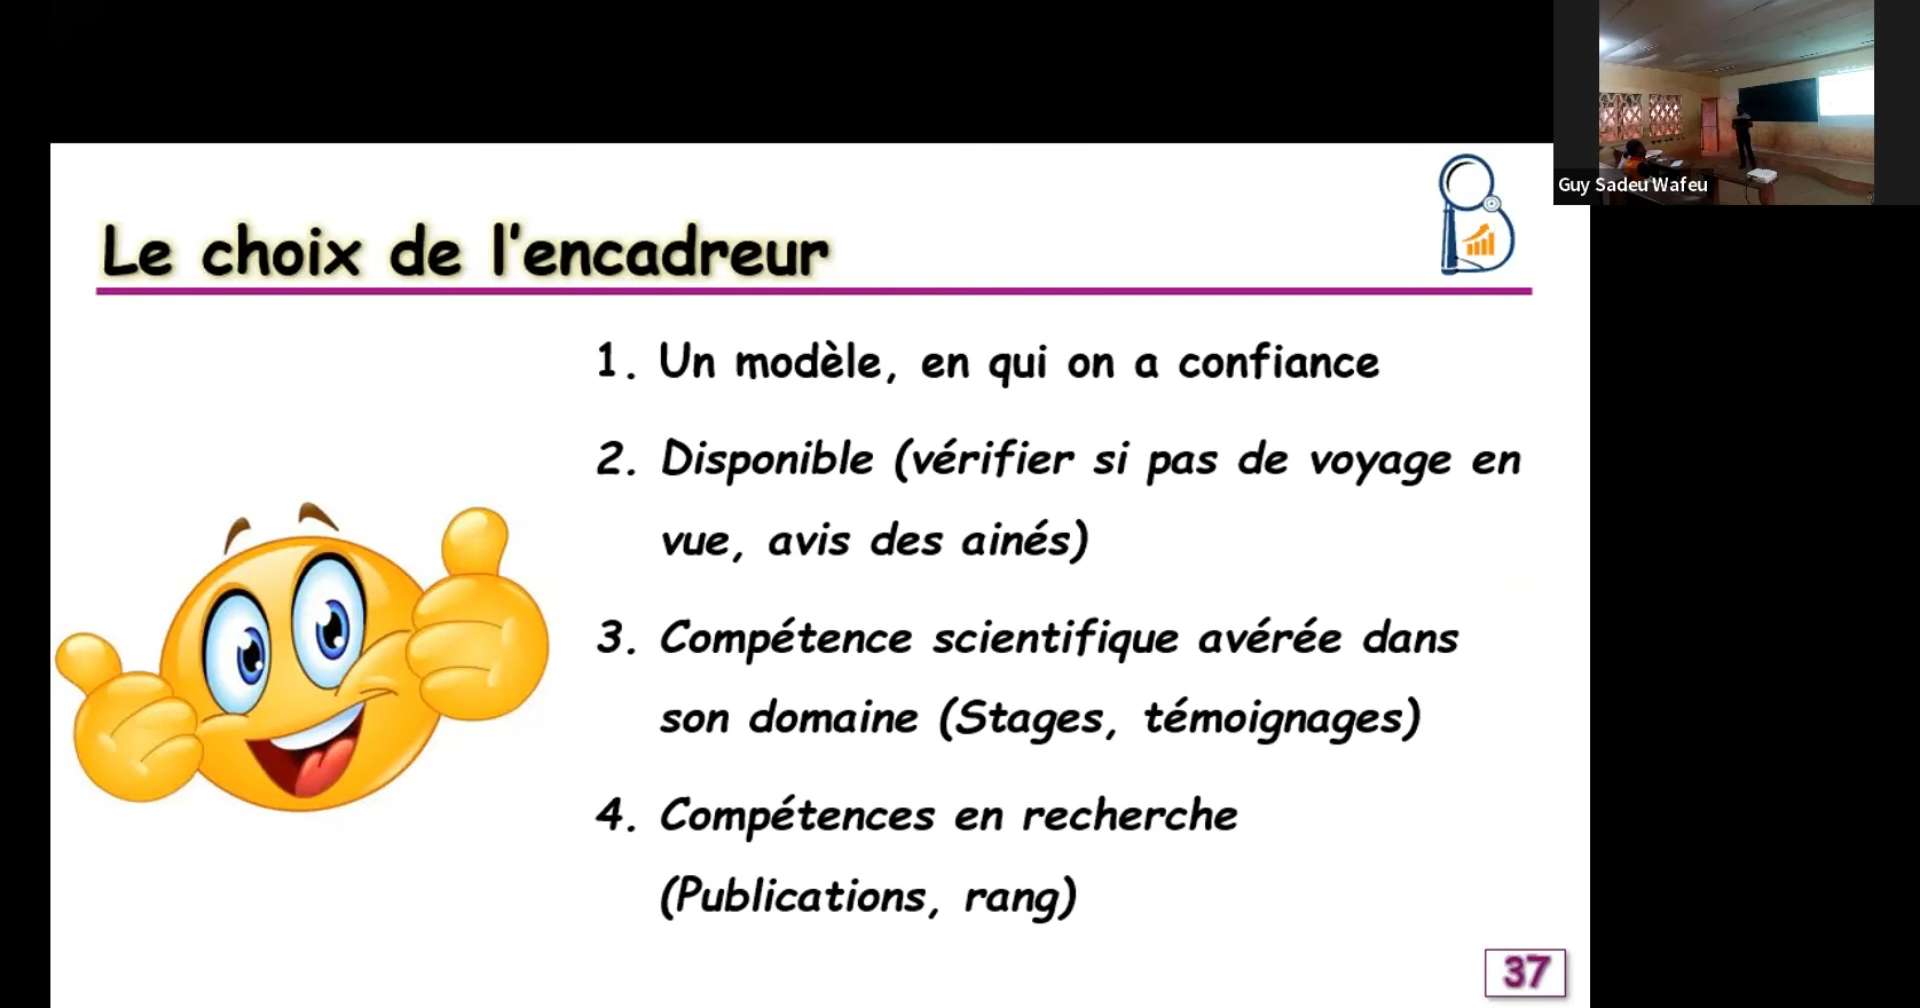 Guy Sadeu Wafeu
Le choix de l'encadreur
1. Un modèle, en qui on a confiance
2. Disponible (vérifier si pas de voyage en
vue, avis des ainés)
3. Compétence scientifique avérée dans
son domaine (Stages, témoignages)
4. Compétences en recherche
(Publications, rang)
37